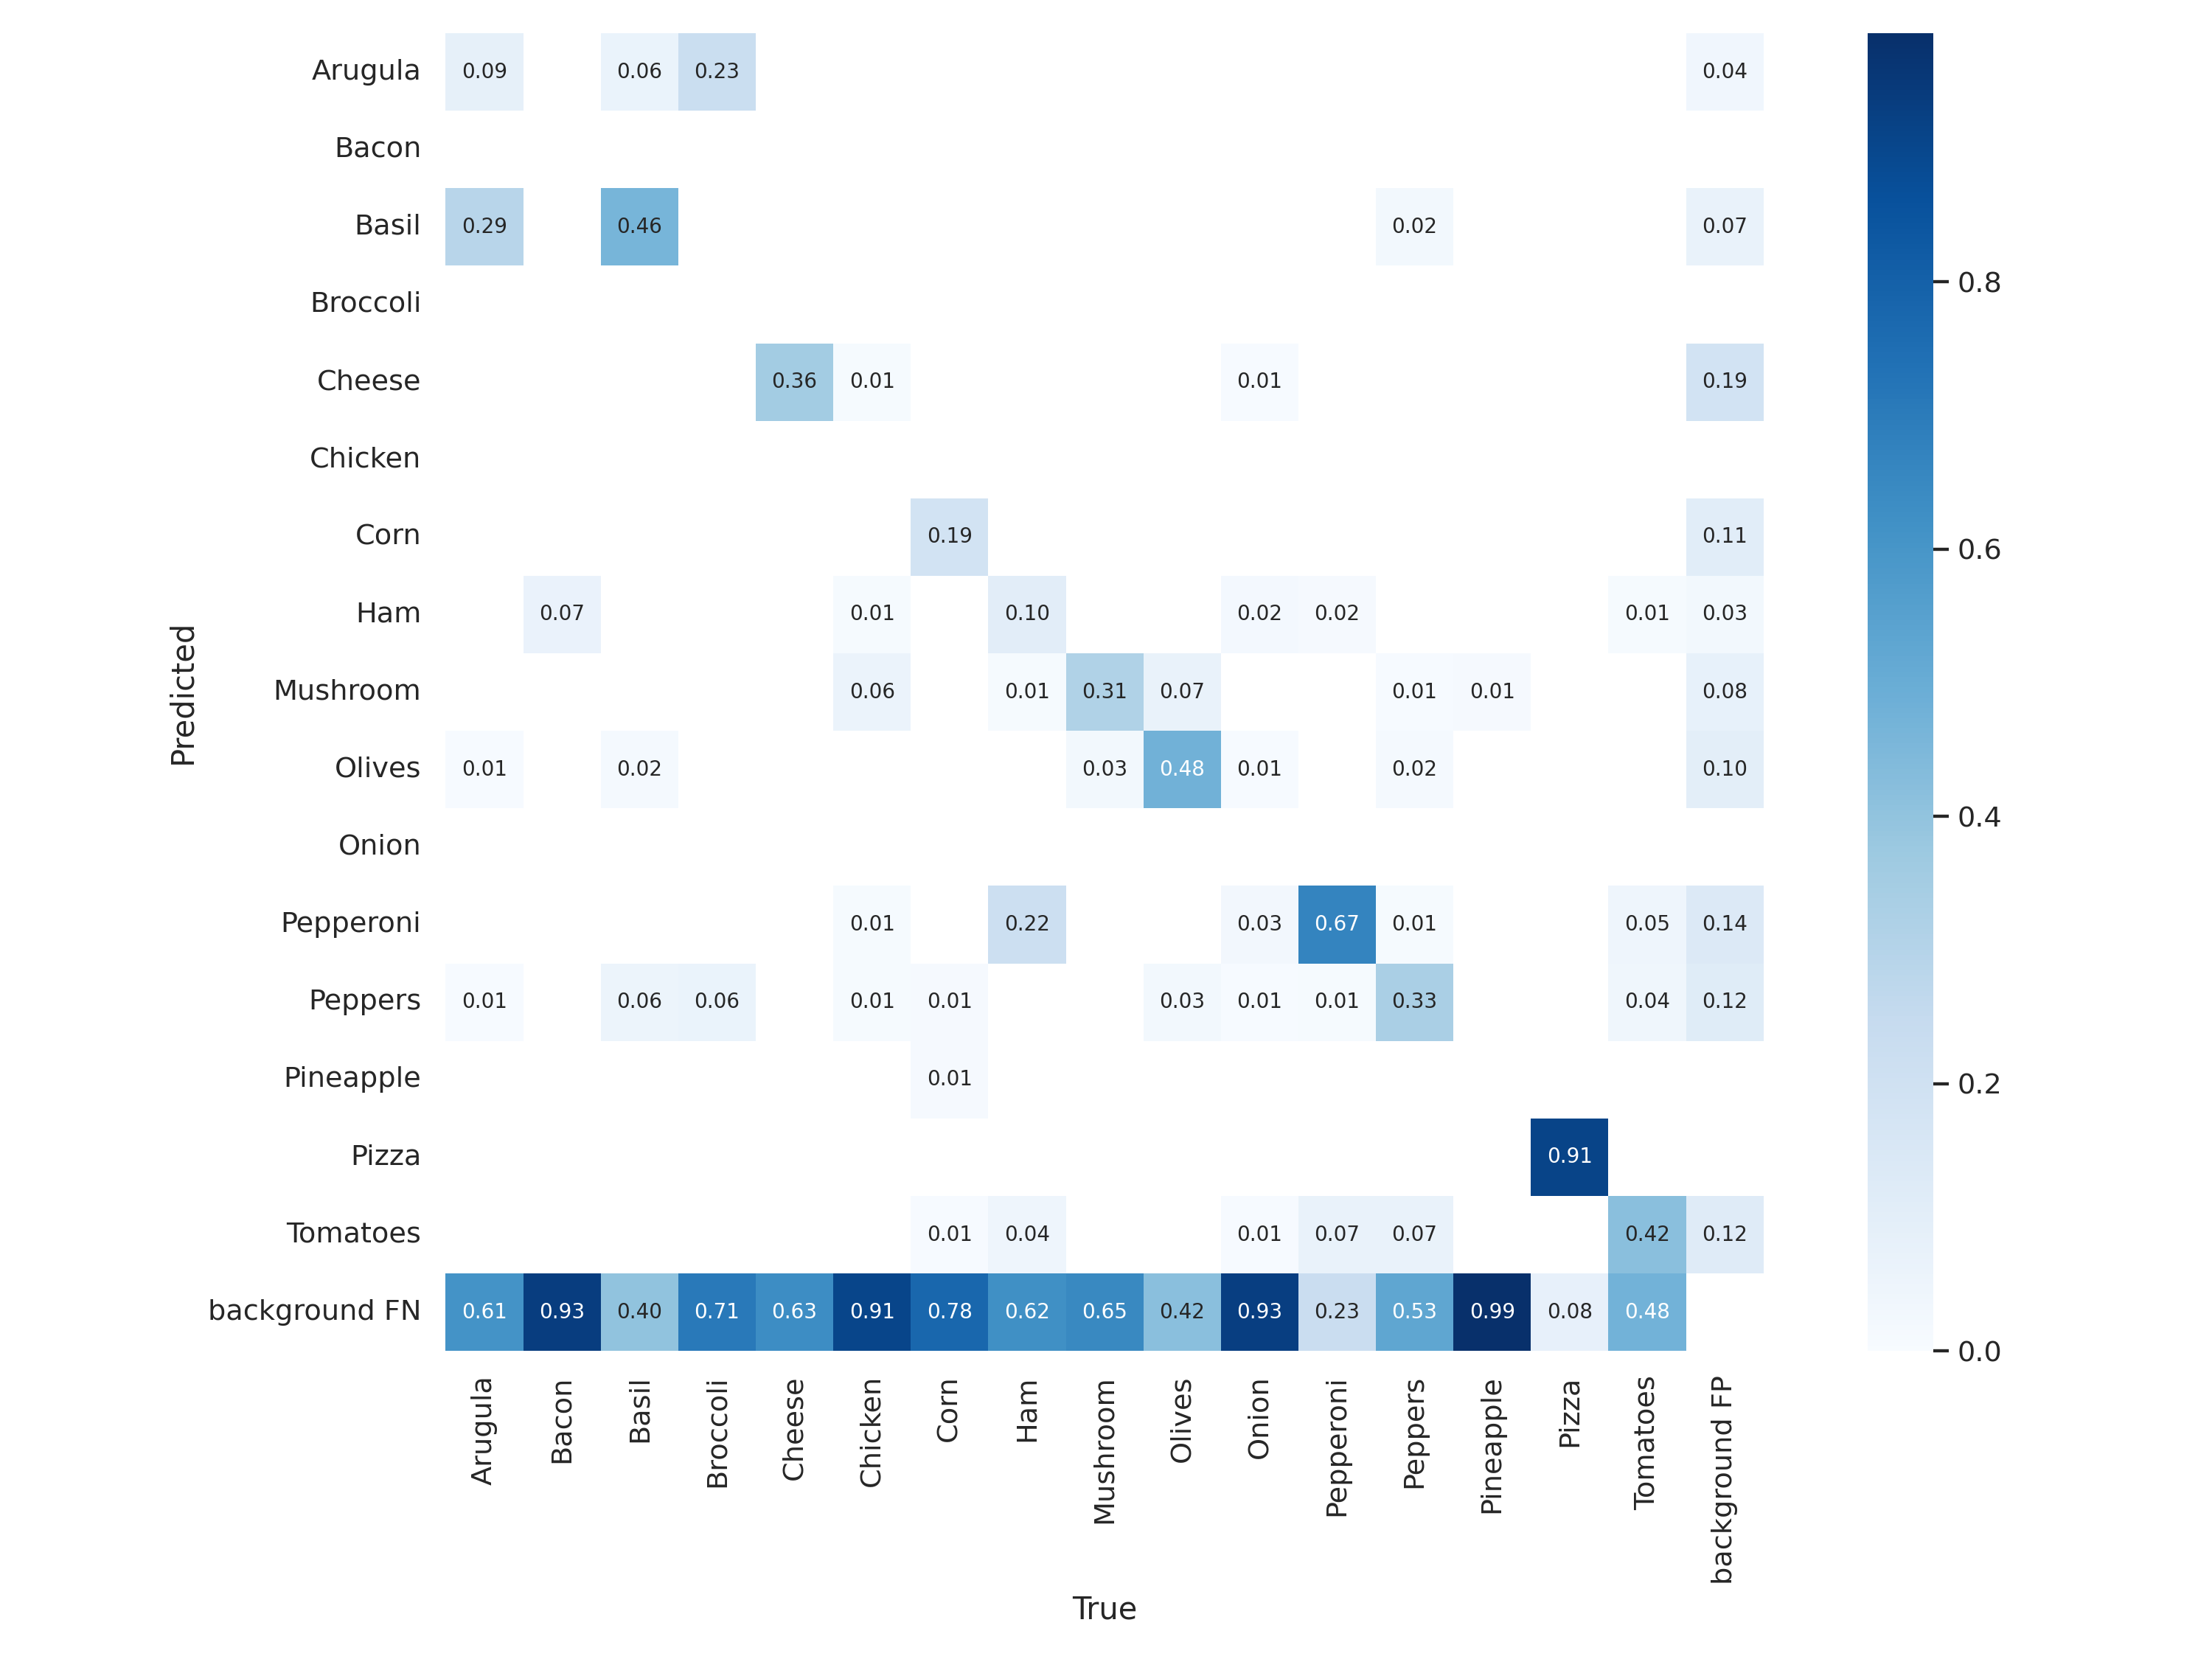 Arugula 0.09 0.06 0.23 0.04
Bacon
Basil 0.29 0.46 0.02 0.07
Broccoli
Cheese 0.36 0.01 0.01 0.19
Chicken
Corn 0.19 0.11
Ham 0.07 0.01 0.10 0.02 0.02 0.01 0.03
Mushroom 0.06 0.01 0.31 0.07 0.01 0.01 0.08
Olives 0.01 0.02 0.03 0.48 0.01 0.02 0.10
Onion
Pepperoni 0.01 0.22 0.03 0.67 0.01 0.05 0.14
Peppers 0.01 0.06 0.06 0.01 0.01 0.03 0.01 0.01 0.33 0.04 0.12
Pineapple 0.01
Pizza 0.91
Tomatoes 0.01 0.04 0.01 0.07 0.07 0.42 0.12
background FN 0.61 0.93 0.40 0.71 0.63 0.91 0.78 0.62 0.65 0.42 0.93 0.23 0.53 0.99 0.08 0.48
Predicted
Arugula
Bacon
Basil
Broccoli
Cheese
Chicken
Corn
Ham
Mushroom
Olives
Onion
Pepperoni
Peppers
Pineapple
Pizza
Tomatoes
background FP
True
0.8
0.6
0.4
0.2
0.0